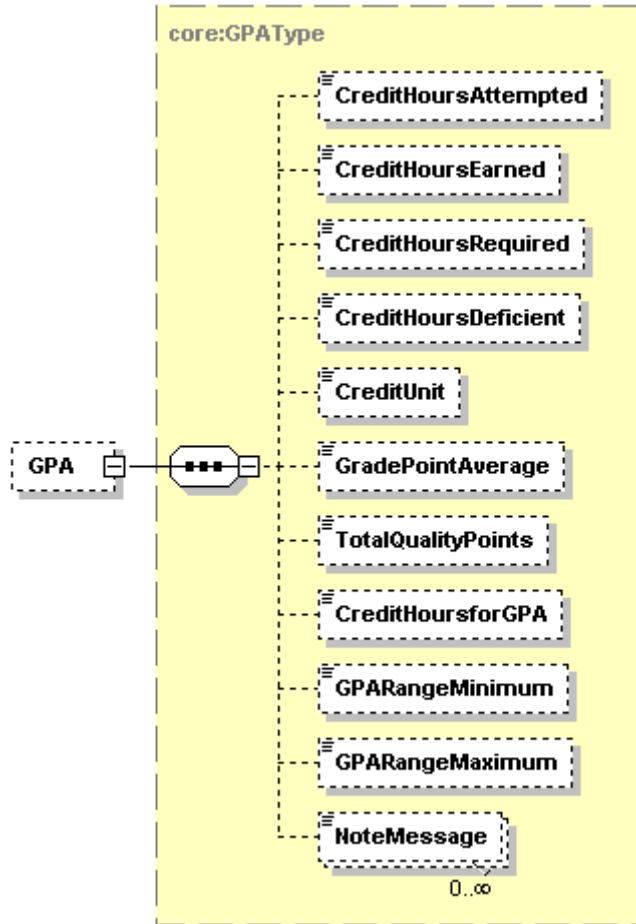 core:GPAType
CreditHoursAttempted
CreditHoursEarned
CreditHoursRequired
CreditHoursDeficient
CreditUnit
GPA
GradePointAverage
TotalQualityPoints
CreditHoursforGPA
GPARangeMinimum
GPARangeMaximum
NoteMessage
0..∞